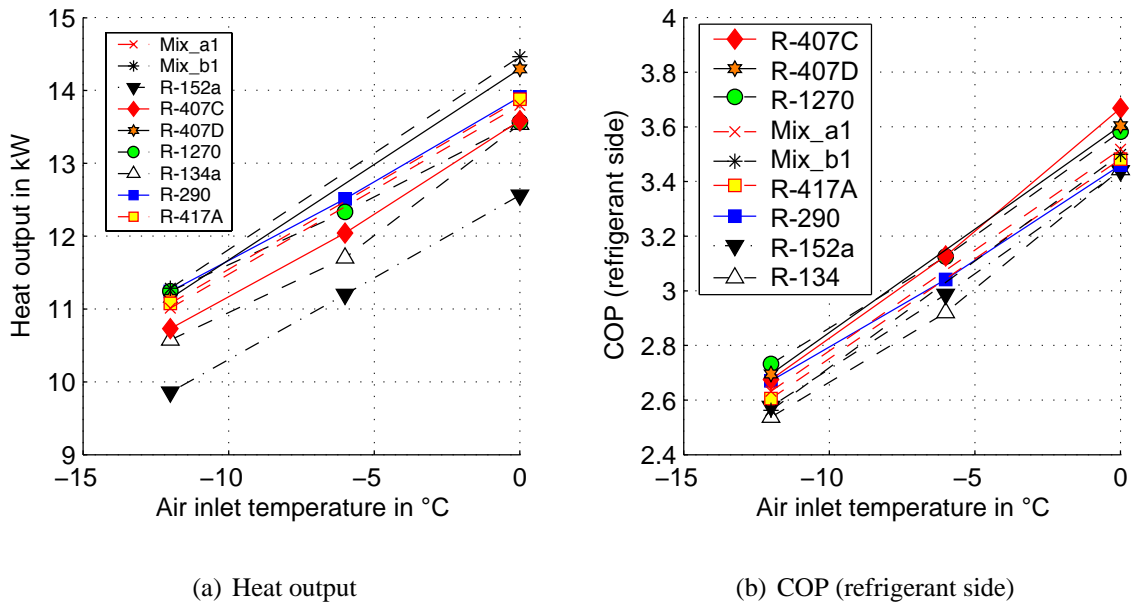 15
14
13
12
11
10
9
Heat output in kW
Mix_a1
Mix_b1
R-152a
R-407C
R-407D
R-1270
R-134a
R-290
R-417A
−15
−10
−5
0
Air inlet temperature in °C
(a) Heat output
4
3.8
3.6
3.4
3.2
3
2.8
2.6
2.4
COP (refrigerant side)
R-407C
R-407D
R-1270
Mix_a1
Mix_b1
R-417A
R-290
R-152a
R-134
−15
−10
−5
0
Air inlet temperature in °C
(b) COP (refrigerant side)